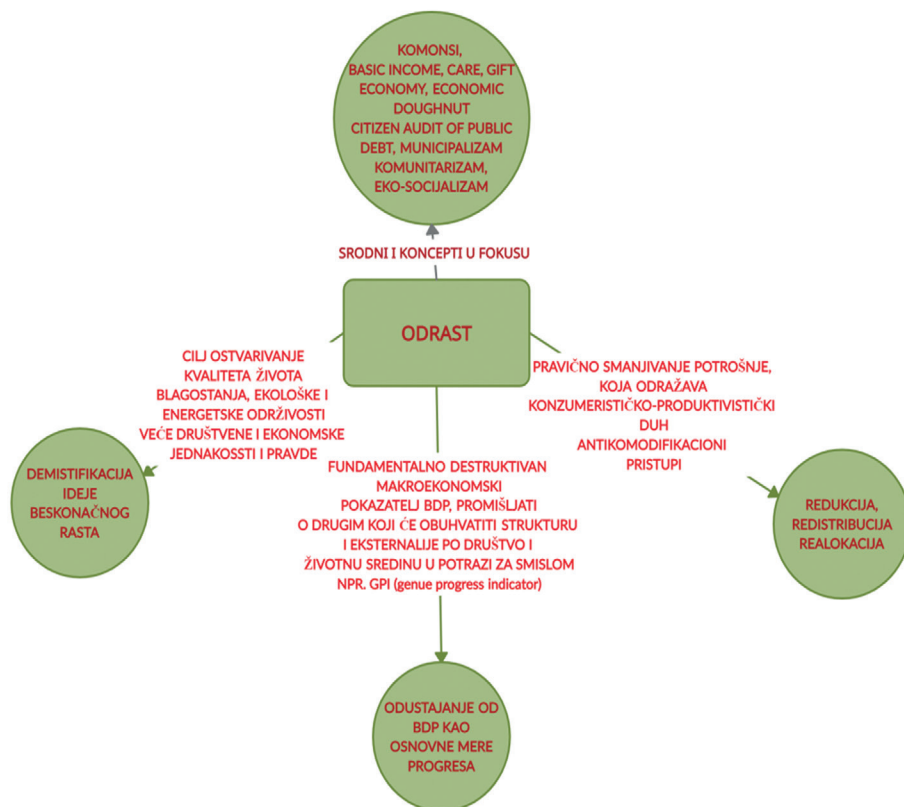 KOMONSI,
BASIC INCOME, CARE, GIFT
ECONOMY, ECONOMIC
DOUGHNUT
CITIZEN AUDIT OF PUBLIC
DEBT, MUNICIPALIZAM
KOMUNITARIZAM,
EKO-SOCIJALIZAM
SRODNI I KONCEPTI U FOKUSU
ODRAST
CILJ OSTVARIVANJE
KVALITETA ŽIVOTA
BLAGOSTANJA, EKOLOŠKE I
ENERGETSKE ODRŽIVOSTI
VEĆE DRUŠTVENE I EKONOMSKE
JEDNAKOSSTI I PRAVDE
PRAVIČNO SMANJIVANJE POTROŠNJE,
KOJA ODRAŽAVA
KONZUMERISTIČKO-PRODUKTIVISTIČKI
DUH
ANTIKOMODIFIKACIONI
PRISTUPI
FUNDAMENTALNO DESTRUKTIVAN
MAKROEKONOMSKI
POKAZATELJ BDP, PROMIŠLJATI
O DRUGIM KOJI ĆE OBUHVATITI STRUKTURU
I EKSTERNALIJE PO DRUŠTVO I
ŽIVOTNU SREDINU U POTRAZI ZA SMISLOM
NPR. GPI (genue progress indicator)
DEMISTIFIKACIJA
IDEJE
BESKONAČNOG
RASTA
REDUKCIJA,
REDISTRIBUCIJA
REALOKACIJA
ODUSTAJANJE OD
BDP KAO
OSNOVNE MERE
PROGRESA